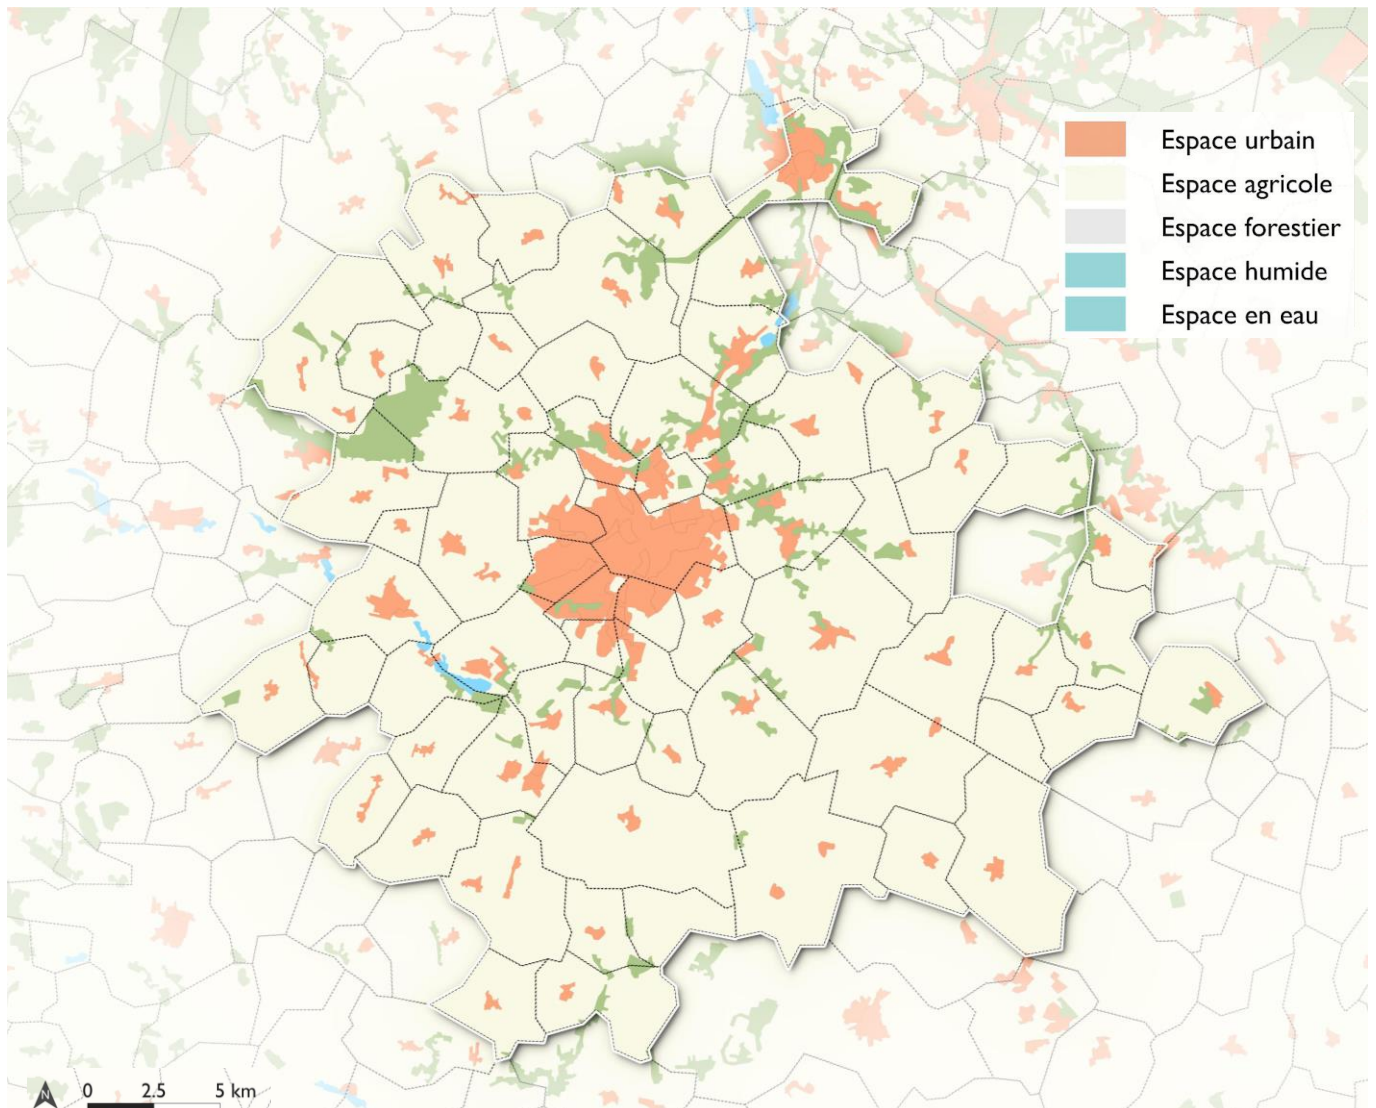 Espace urbain
Espace agricole
Espace forestier
Espace humide
Espace en eau
N
0 2.5 5 km